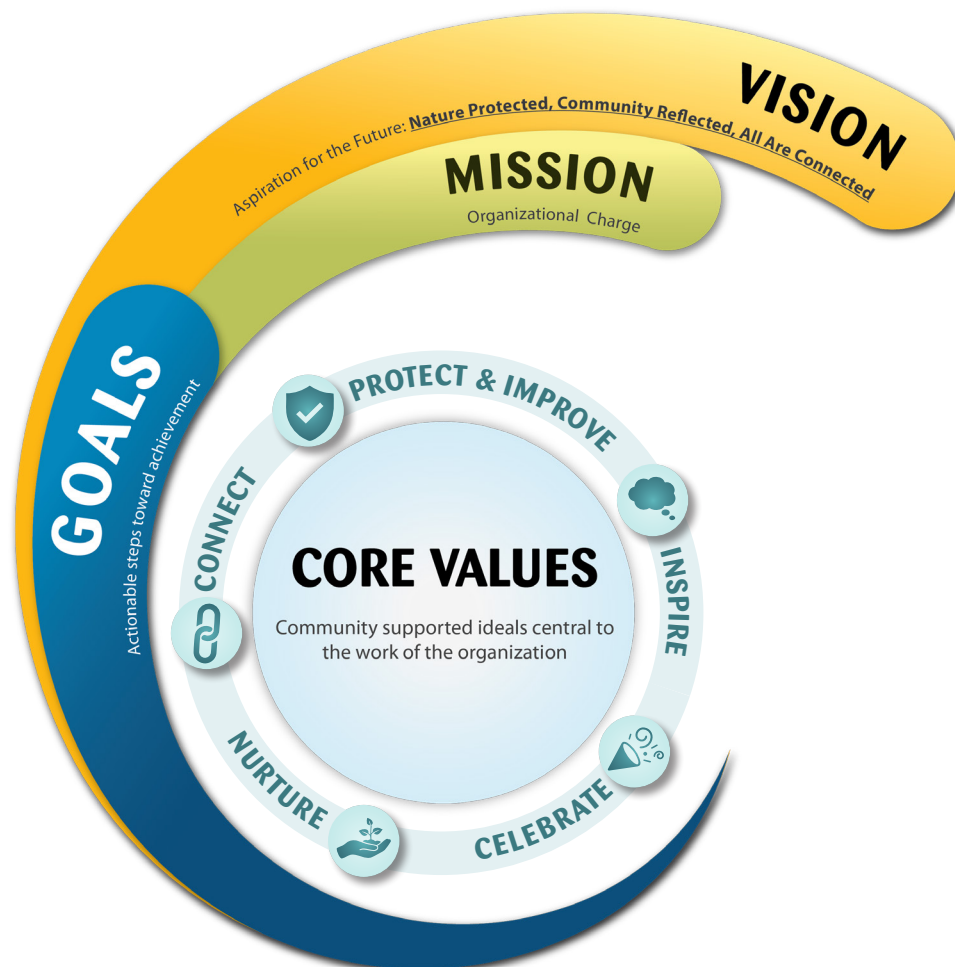 VISION
Aspiration for the Future: Nature Protected, Community Reflected, All Are Connected
MISSION
Organizational Charge
GOALS
Actionable steps toward achievement
PROTECT & IMPROVE
INSPIRE
CELEBRATE
NURTURE
CONNECT
CORE VALUES
Community supported ideals central to
the work of the organization